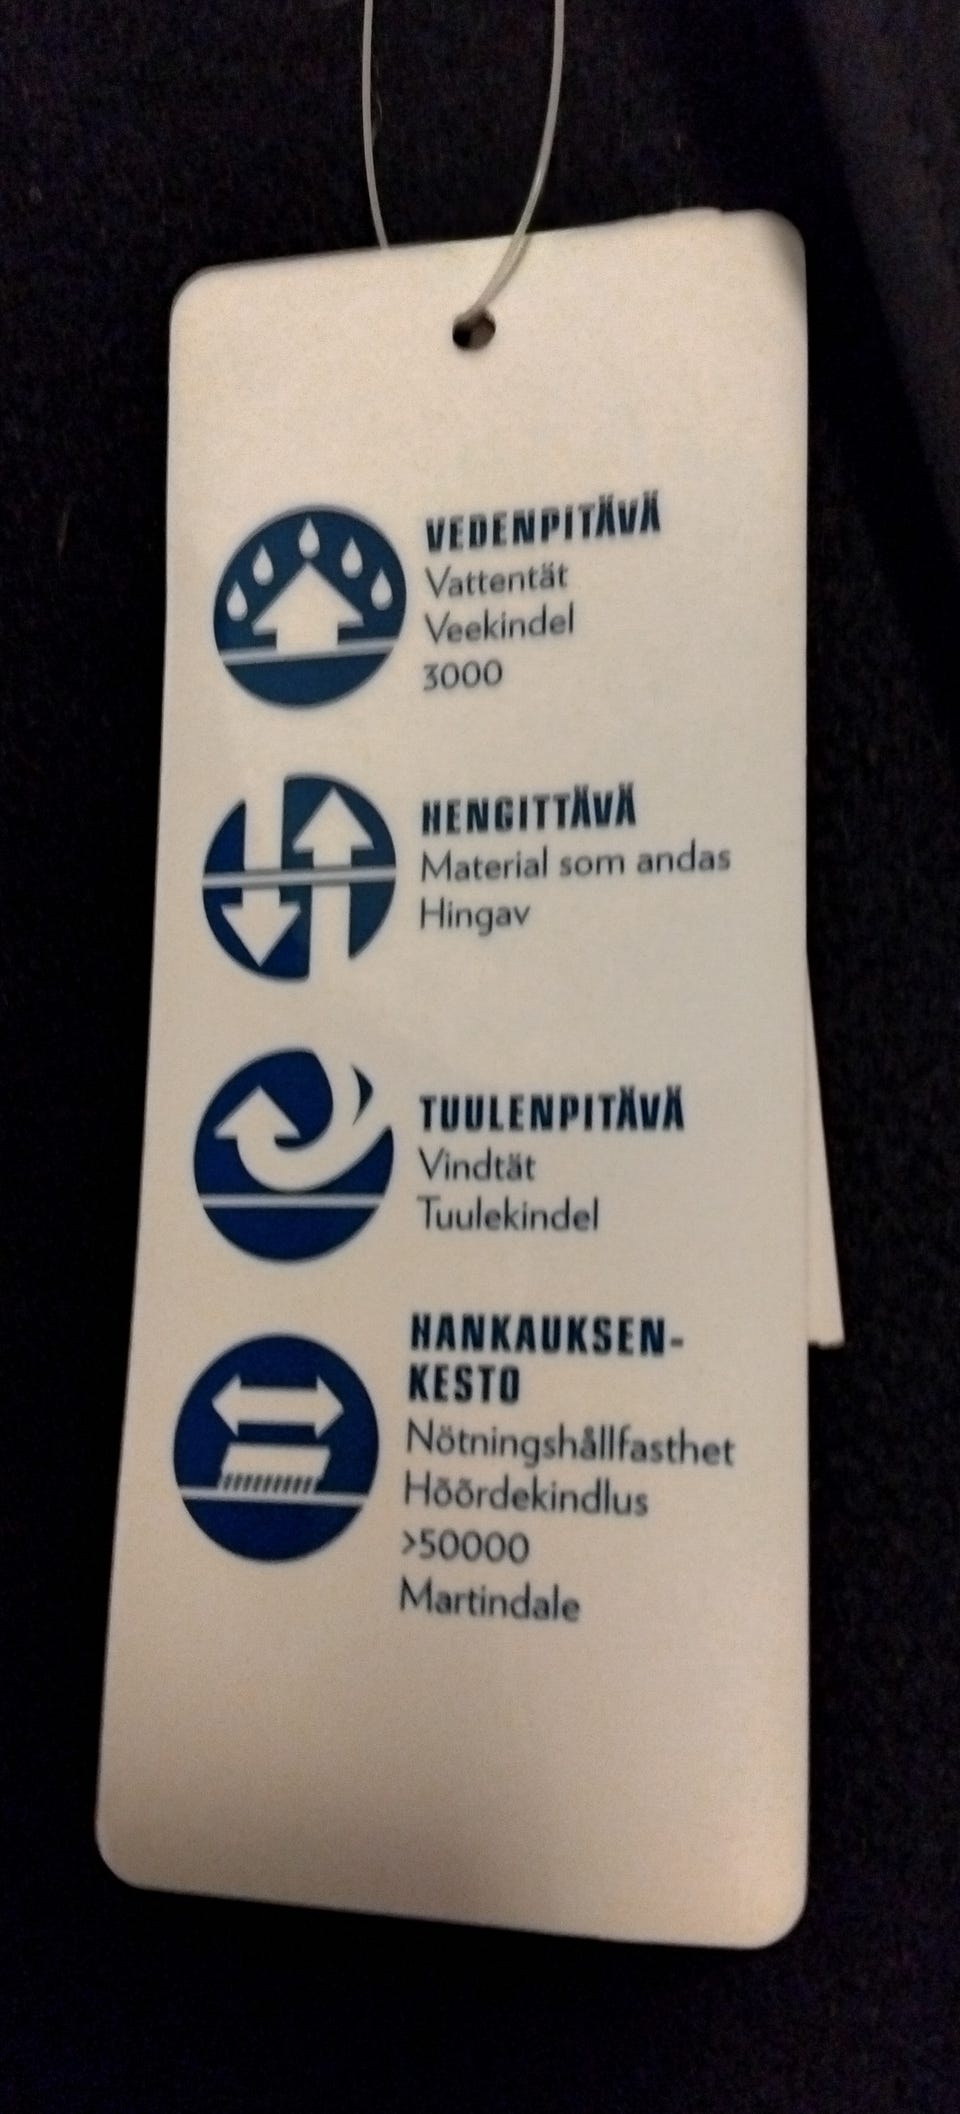 VEDENPITÄVÄ
Vattentät
Veekindel
3000
HENGITTÄVÄ
Material som andas
Hingav
TUULENPITÄVÄ
Vindtät
Tuulekindel
HANKAUKSEN-
KESTO
Nötningshållfasthet
Hõõrdekindlus
>50000
Martindale